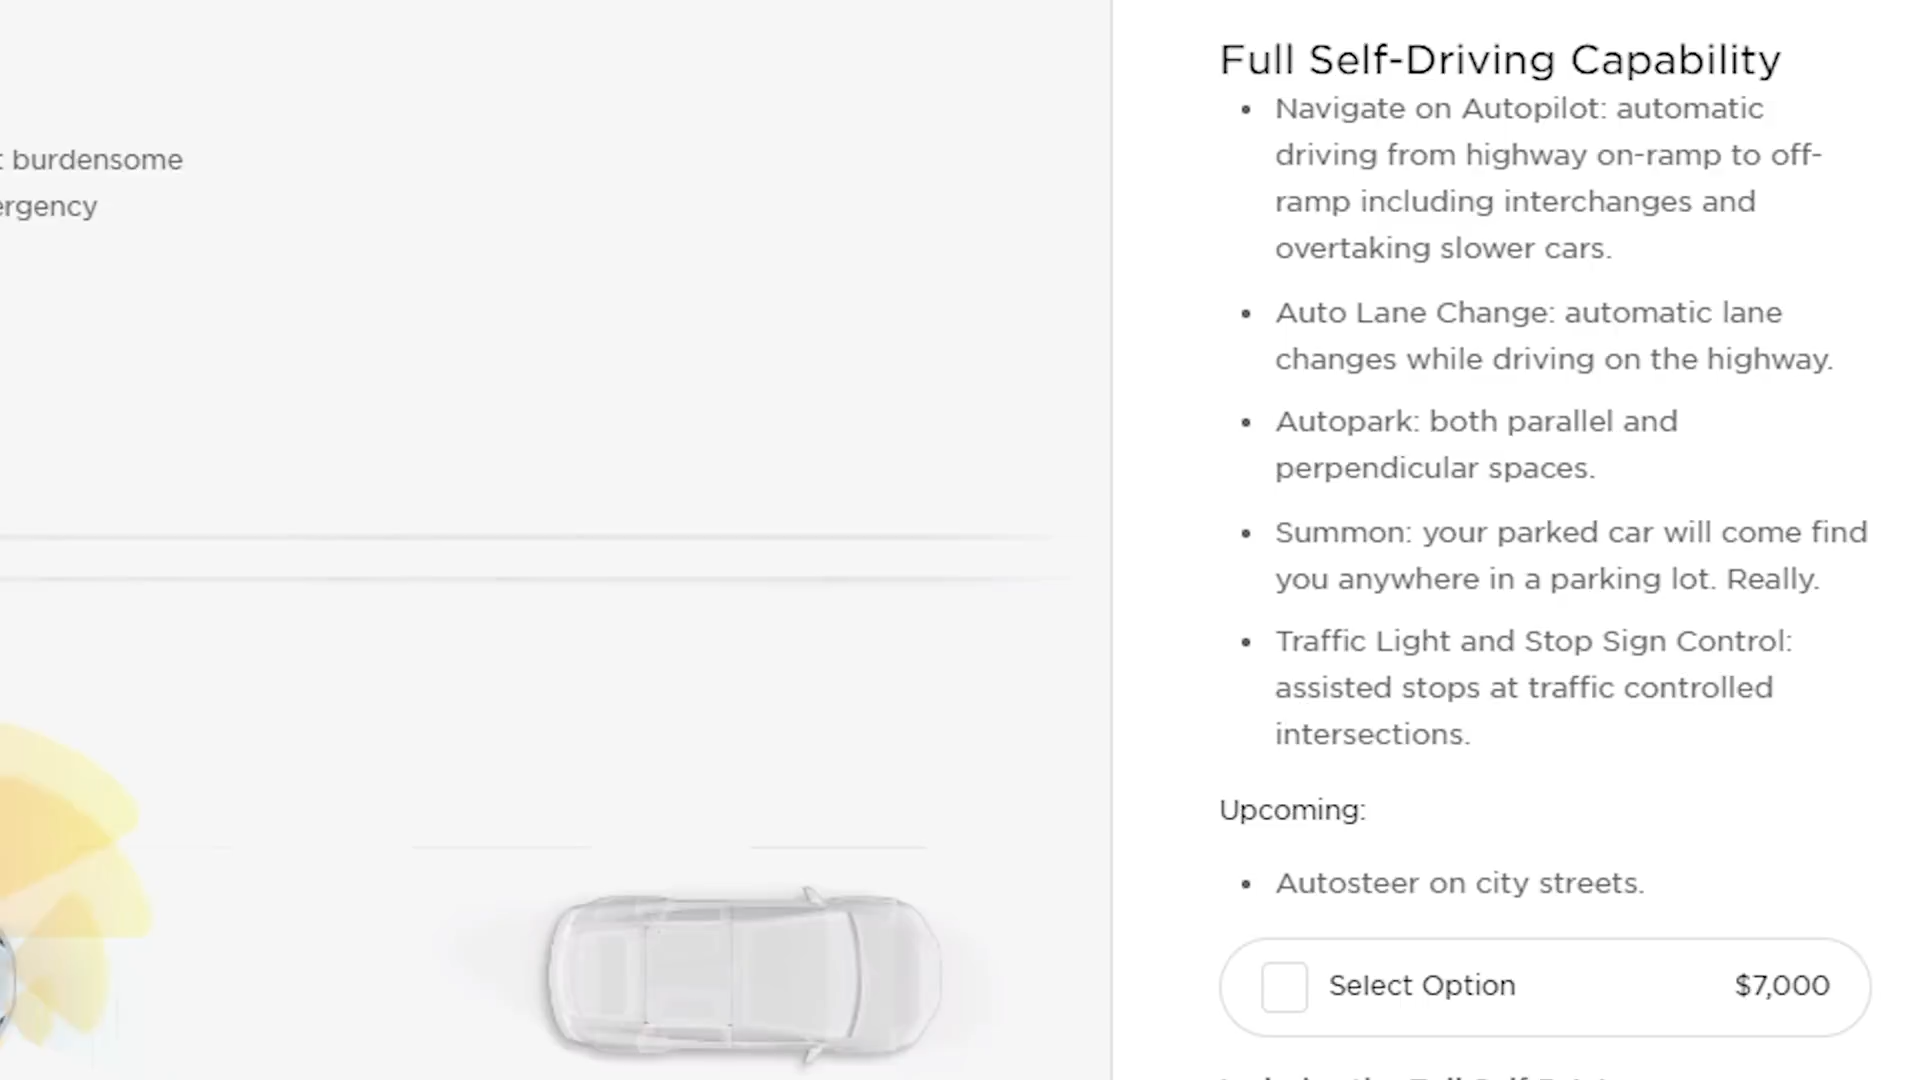 burdensome
Full Self-Driving Capability
• Navigate on Autopilot: automatic
driving from highway on-ramp to off-
ramp including interchanges and
overtaking slower cars.
• Auto Lane Change: automatic lane
changes while driving on the highway.
• Autopark: both parallel and
perpendicular spaces.
• Summon: your parked car will come find
you anywhere in a parking lot. Really.
• Traffic Light and Stop Sign Control:
assisted stops at traffic controlled
intersections.
Upcoming:
• Autosteer on city streets.
Select Option $7,000